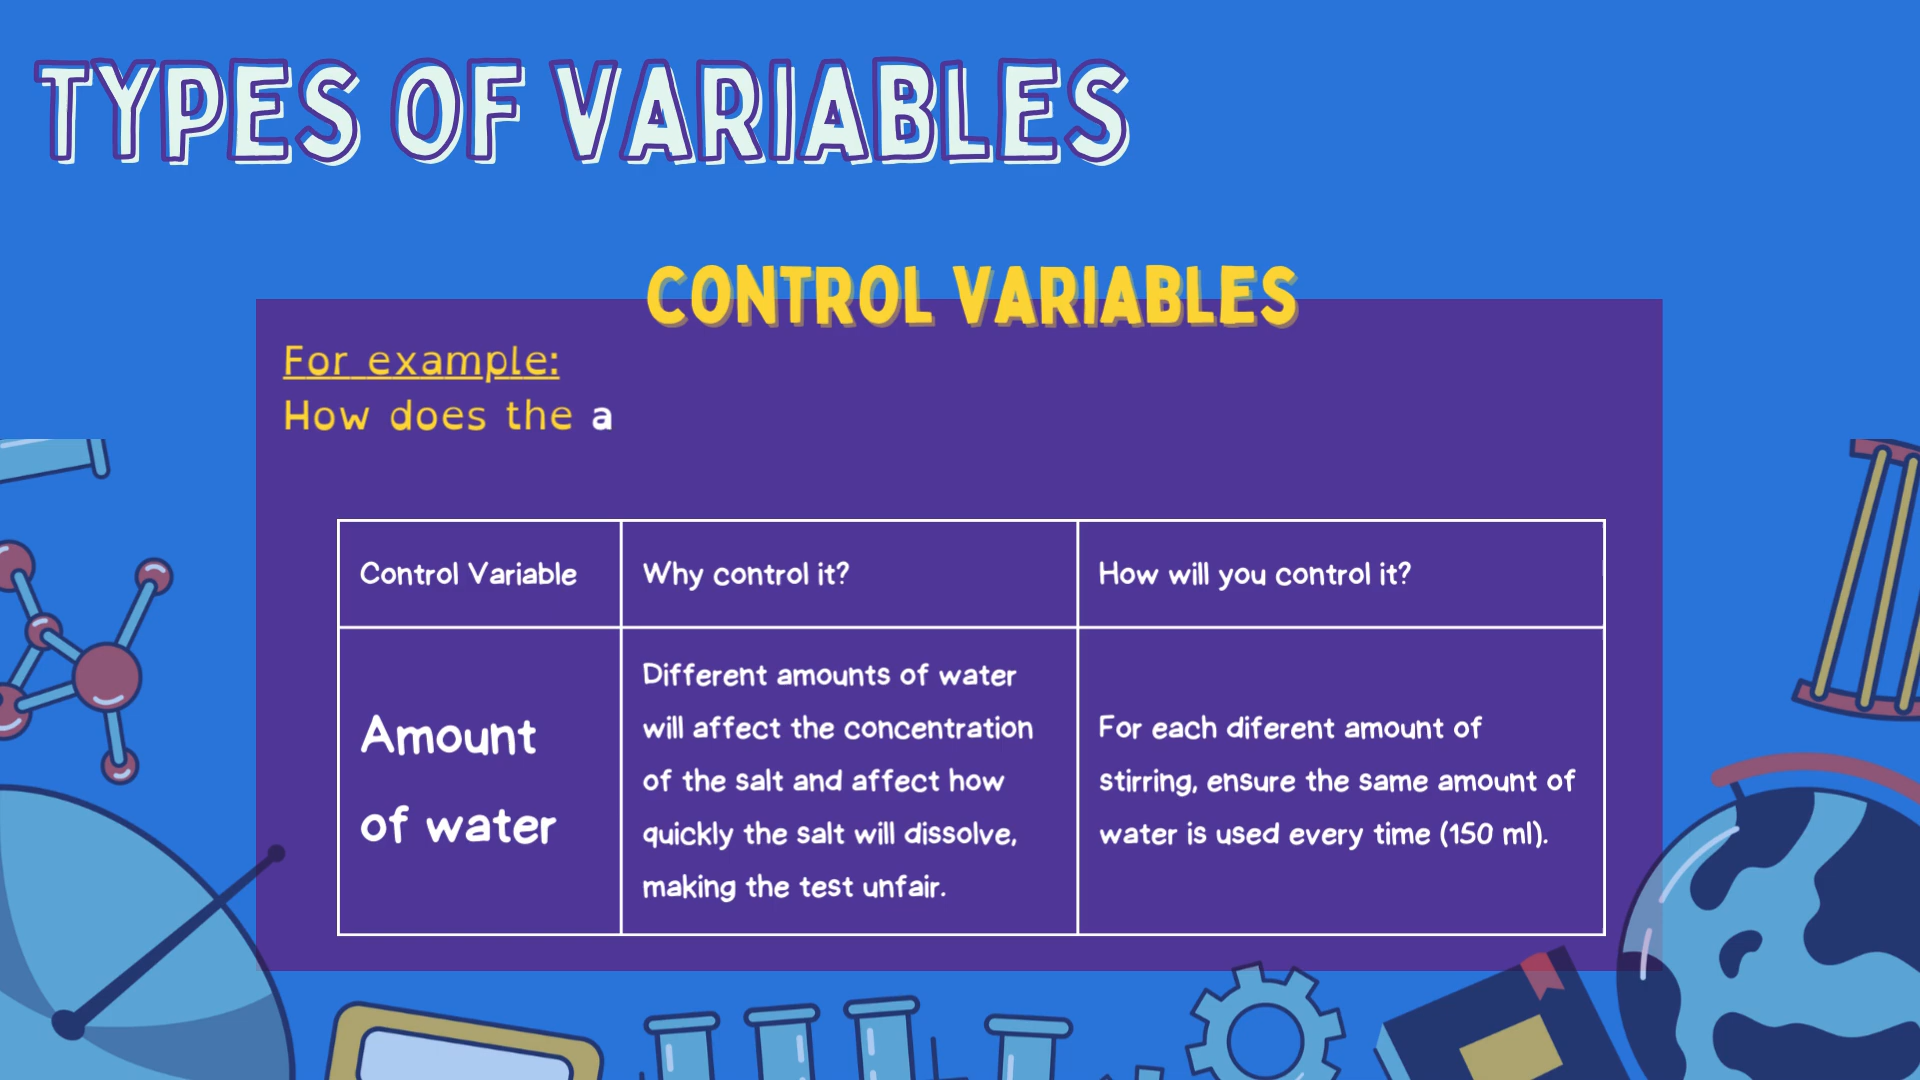 TYPES OF VARIABLES
CONTROL VARIABLES
For example:
How does the a
Control Variable
Why control it?
How will you control it?
Amount
of water
Different amounts of water
will affect the concentration
of the salt and affect how
quickly the salt will dissolve,
making the test unfair.
For each diferent amount of
stirring, ensure the same amount of
water is used every time (150 ml).